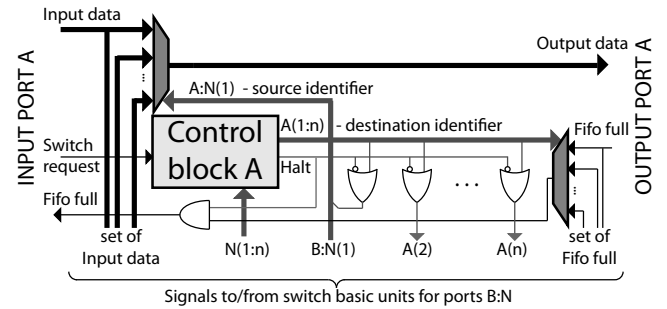 Input data
Output data
INPUT PORT A
OUTPUT PORT A
...
A:N(1) - source identifier
Control
block A
A(1:n) - destination identifier
Fifo full
Switch
request
Halt
Fifo full
...
...
set of
Input data
N(1:n)
B:N(1)
A(2)
A(n)
set of
Fifo full
Signals to/from switch basic units for ports B:N